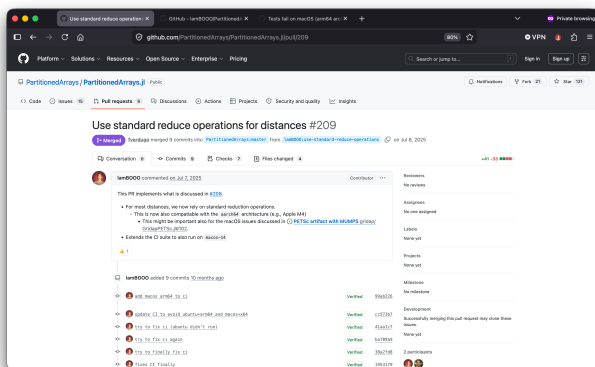 Use standard reduce operation
GitHub - lamBOOO/Partitioned
Tests fail on macOS (arm64 arc
Private browsing
github.com/PartitionedArrays/PartitionedArrays.jl/pull/209
80%
VPN
Platform Solutions Resources Open Source Enterprise Pricing
Search or jump to...
Sign in
Sign up
PartitionedArrays / PartitionedArrays.jl Public
Notifications
Fork 21
Star 131
Code
Issues 15
Pull requests 6
Discussions
Actions
Projects
Security and quality
Insights
Use standard reduce operations for distances #209
Merged
fverdugo merged 9 commits into PartitionedArrays:master from lamBOOO:use-standard-reduce-operations on Jul 8, 2025
Conversation 0
Commits 9
Checks 7
Files changed 4
+41 -33
lamBOOO commented on Jul 7, 2025
Contributor
This PR implements what is discussed in #208.
• For most distances, we now rely on standard reduction operations.
◦ This is now also compatiable with the aarch64 architecture (e.g., Apple M4)
▪ This might be important also for the macOS issues discussed in PETSc artifact with MUMPS gridap/
GridapPETSc.jl#102.
• Extends the CI suite to also run on macos-14
1
lamBOOO added 9 commits 10 months ago
add macos arm64 to ci
Verified
update CI to avoid ubuntu+arm64 and macos+x64
Verified
try to fix ci (ubuntu didn't run)
Verified
try to fix ci again
Verified
try to finally fix ci
Verified
fixes CI finally
Verified
Reviewers
No reviews
Assignees
No one assigned
Labels
None yet
Projects
None yet
Milestone
No milestone
Development
Successfully merging this pull request may close these
issues.
None yet
2 participants